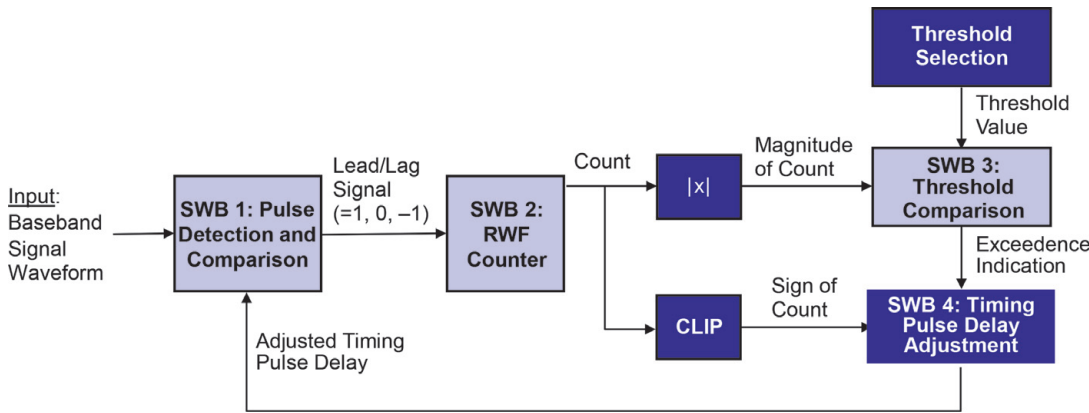 Threshold
Selection
Threshold
Value
Input:
Baseband
Signal
Waveform
SWB 1: Pulse
Detection and
Comparison
Lead/Lag
Signal
(=1, 0, –1)
SWB 2:
RWF
Counter
Count
|x|
Magnitude
of Count
SWB 3:
Threshold
Comparison
Exceedence
Indication
CLIP
Sign of
Count
SWB 4: Timing
Pulse Delay
Adjustment
Adjusted Timing
Pulse Delay